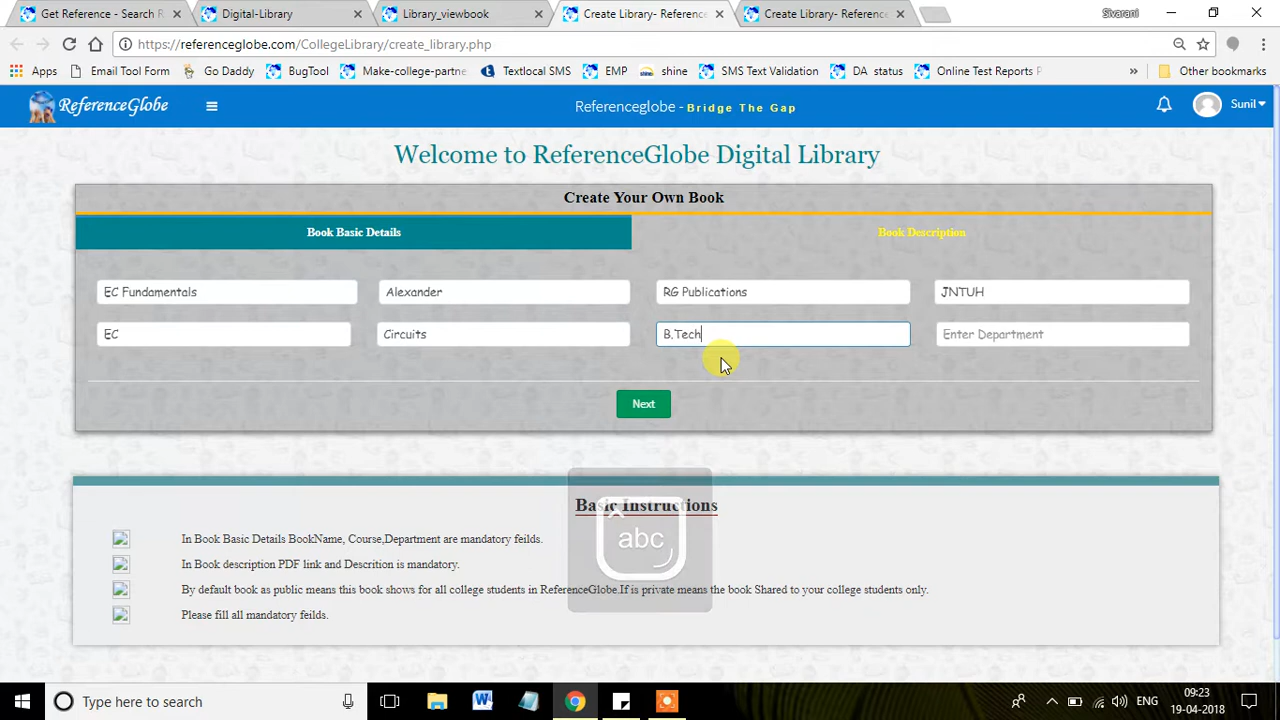 Get Reference - Search R
Digital-Library
Library_viewbook
Create Library- Referenc
Create Library- Referenc
Sivarani
https://referenceglobe.com/CollegeLibrary/create_library.php
Apps
Email Tool Form
Go Daddy
BugTool
Make-college-partne
Textlocal SMS
EMP
shine
SMS Text Validation
DA status
Online Test Reports P
»
Other bookmarks
ReferenceGlobe
Referenceglobe - Bridge The Gap
Sunil
Welcome to ReferenceGlobe Digital Library
Create Your Own Book
Book Basic Details
Book Description
EC Fundamentals
Alexander
RG Publications
JNTUH
EC
Circuits
B.Tech
Enter Department
Next
Basic Instructions
abc
In Book Basic Details BookName, Course,Department are mandatory feilds.
In Book description PDF link and Descrition is mandatory.
By default book as public means this book shows for all college students in ReferenceGlobe.If is private means the book Shared to your college students only.
Please fill all mandatory feilds.
Type here to search
ENG
09:23
19-04-2018